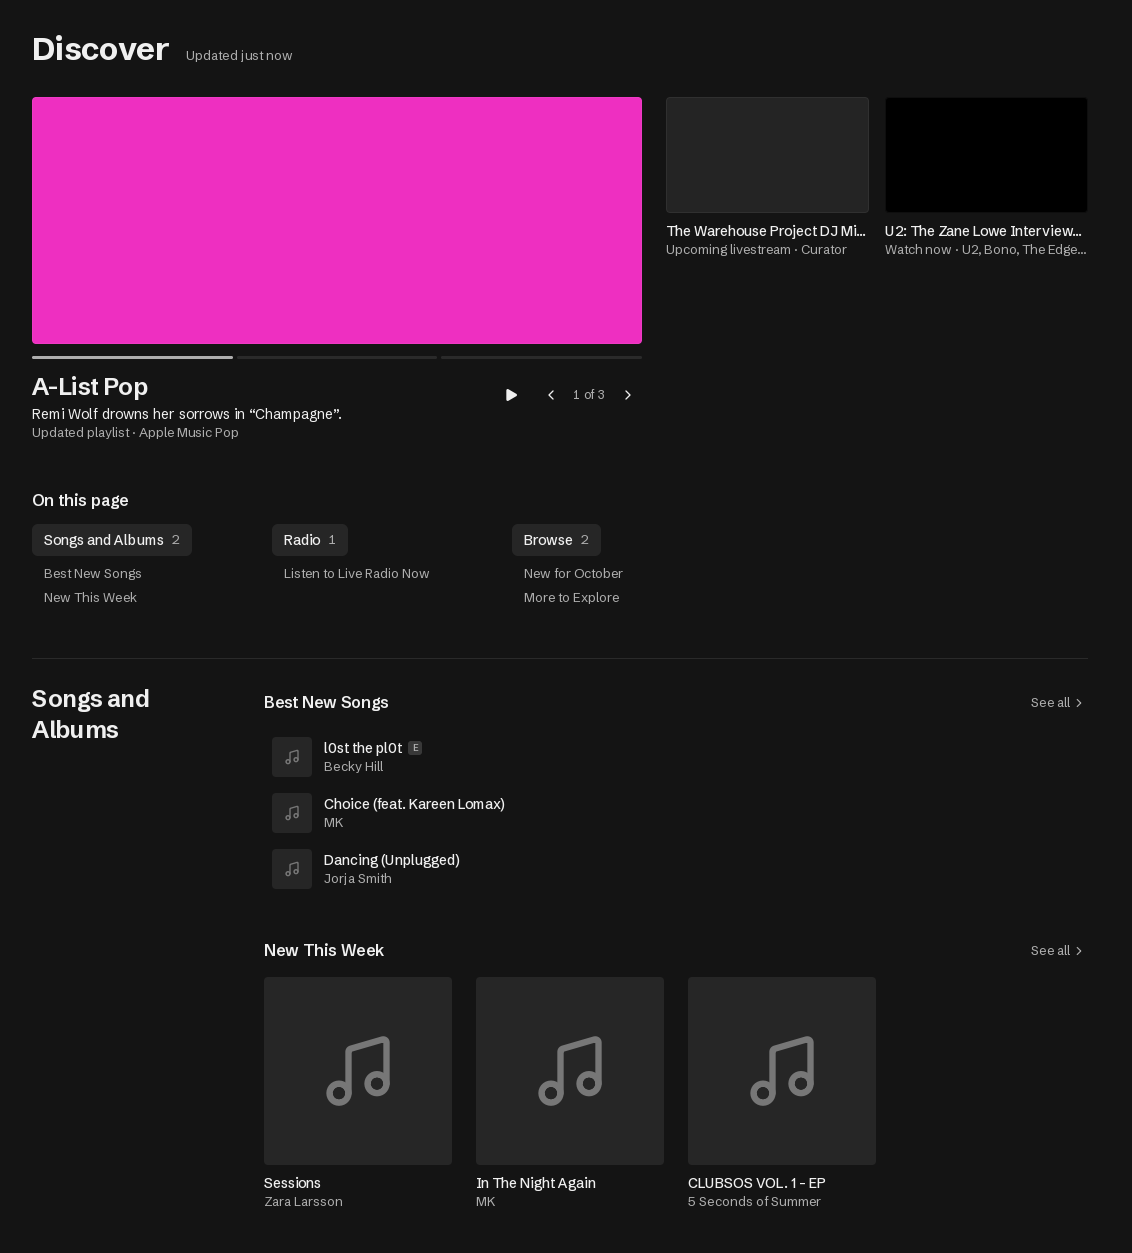 Discover
Updated just now
The Warehouse Project DJ Mi...
Upcoming livestream · Curator
U2: The Zane Lowe Interview...
Watch now · U2, Bono, The Edge...
A-List Pop
Remi Wolf drowns her sorrows in “Champagne”.
Updated playlist · Apple Music Pop
1 of 3
On this page
Songs and Albums 2
Best New Songs
New This Week
Radio 1
Listen to Live Radio Now
Browse 2
New for October
More to Explore
Songs and
Albums
Best New Songs
See all
l0st the pl0t E
Becky Hill
Choice (feat. Kareen Lomax)
MK
Dancing (Unplugged)
Jorja Smith
New This Week
See all
Sessions
Zara Larsson
In The Night Again
MK
CLUBSOS VOL. 1 - EP
5 Seconds of Summer